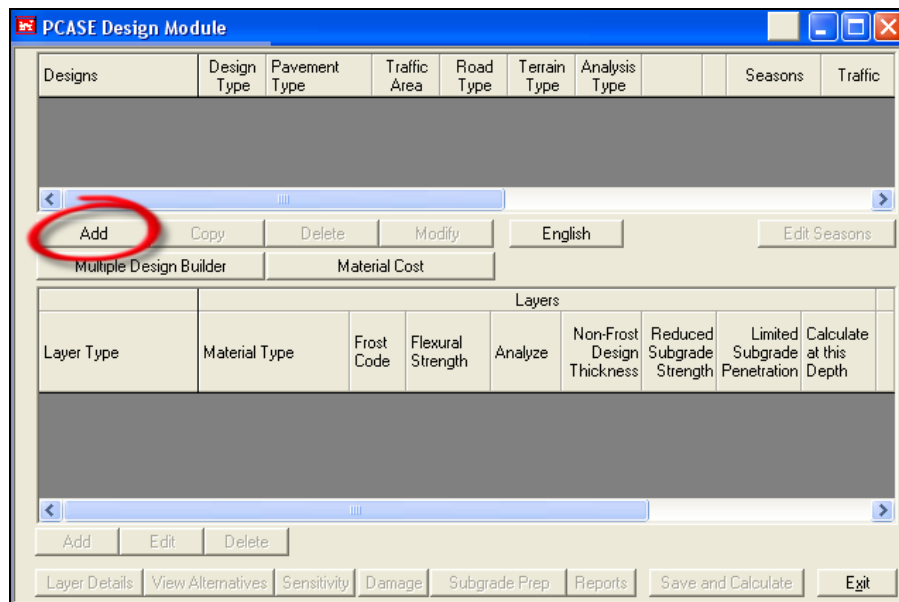 PCASE Design Module
Designs
Design Type
Pavement Type
Traffic Area
Road Type
Terrain Type
Analysis Type
Seasons
Traffic
Add
Copy
Delete
Modify
English
Edit Seasons
Multiple Design Builder
Material Cost
Layers
Layer Type
Material Type
Frost Code
Flexural Strength
Analyze
Non-Frost Design Thickness
Reduced Subgrade Strength
Limited Subgrade Penetration
Calculate at this Depth
Add
Edit
Delete
Layer Details
View Alternatives
Sensitivity
Damage
Subgrade Prep
Reports
Save and Calculate
Exit